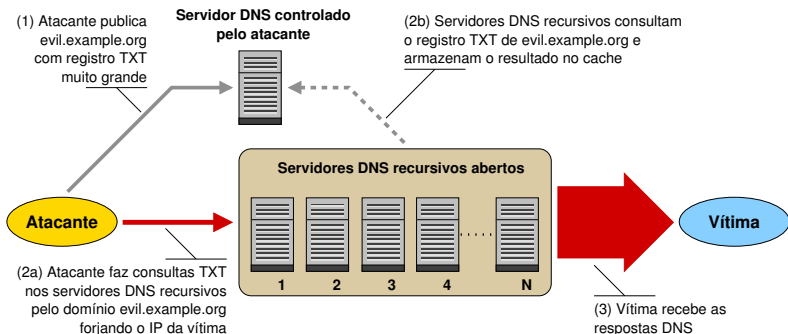 (1) Atacante publica
evil.example.org
com registro TXT
muito grande
Servidor DNS controlado
pelo atacante
(2b) Servidores DNS recursivos consultam
o registro TXT de evil.example.org e
armazenam o resultado no cache
Servidores DNS recursivos abertos
Atacante
Vítima
1 2 3 4 N
(2a) Atacante faz consultas TXT
nos servidores DNS recursivos
pelo domínio evil.example.org
forjando o IP da vítima
(3) Vítima recebe as
respostas DNS